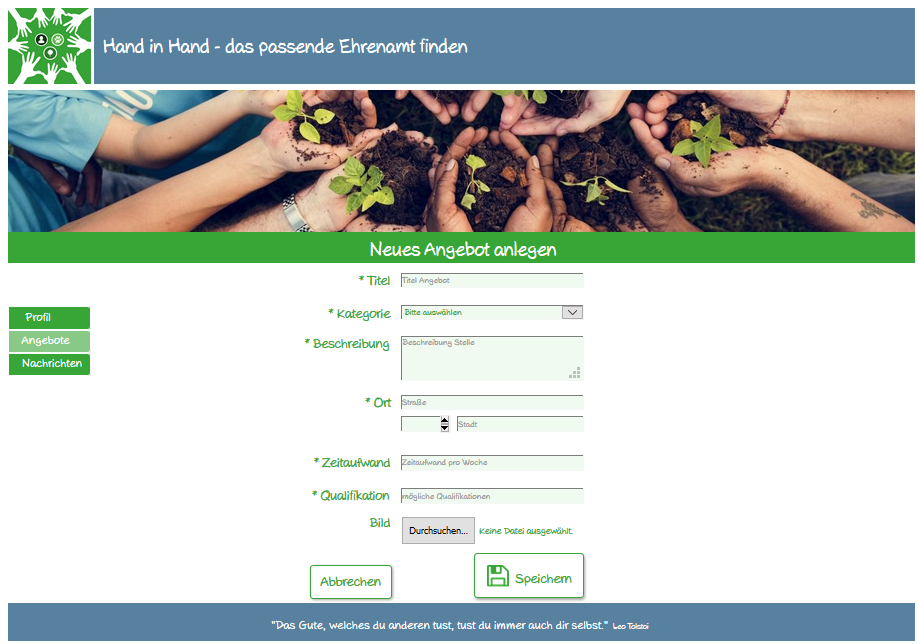 Hand in Hand - das passende Ehrenamt finden
Neues Angebot anlegen
* Titel Titel Angebot
Profil
* Kategorie Bitte auswählen
Angebote
* Beschreibung Beschreibung Stelle
Nachrichten
* Ort Straße
Stadt
* Zeitaufwand Zeitaufwand pro Woche
* Qualifikation mögliche Qualifikationen
Bild Durchsuchen... Keine Datei ausgewählt.
Abbrechen Speichern
"Das Gute, welches du anderen tust, tust du immer auch dir selbst." Leo Tolstoi